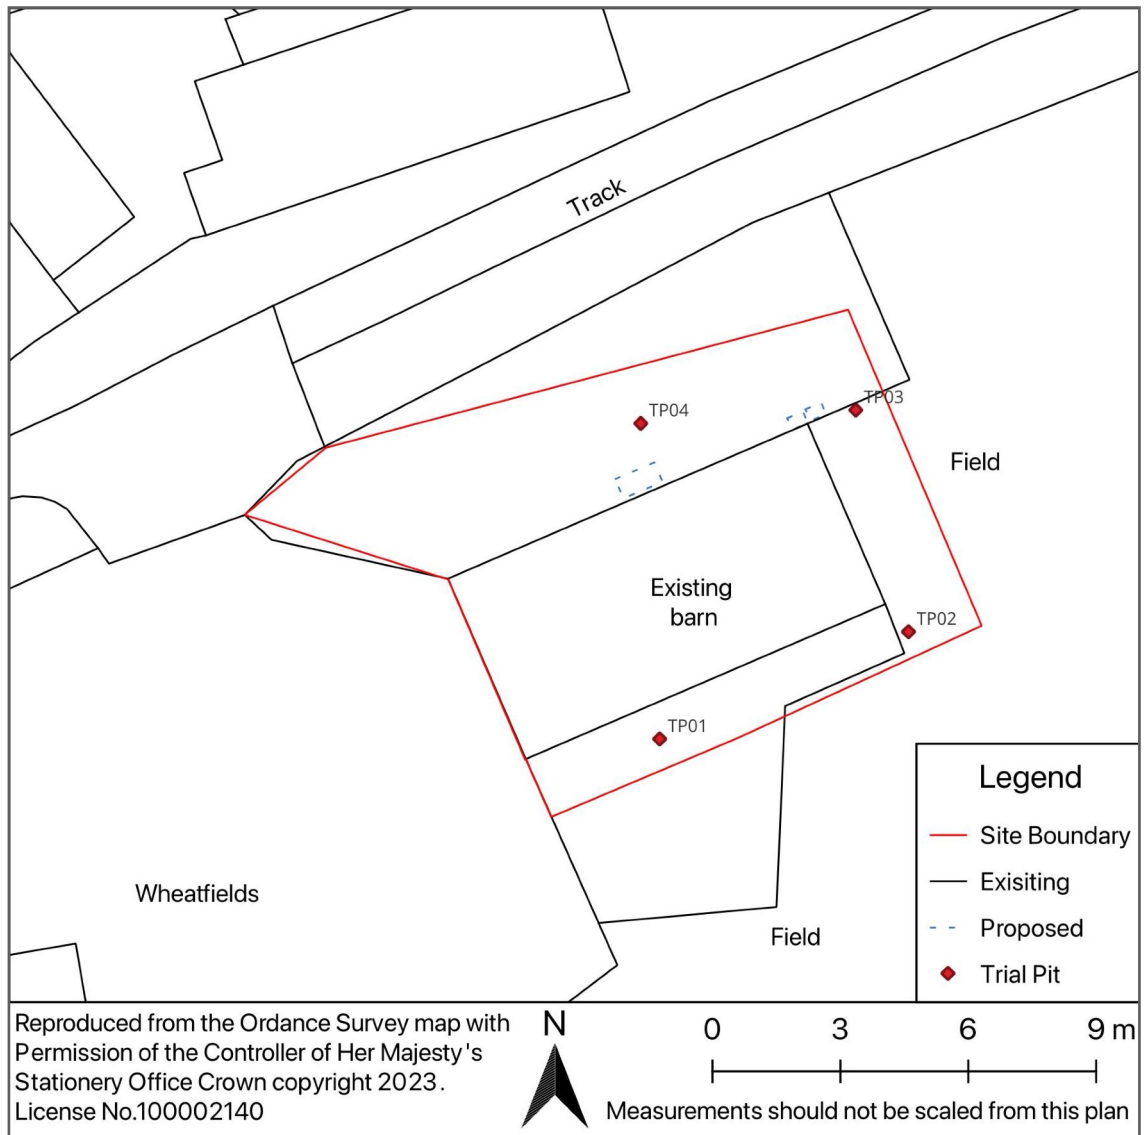 Track
TP04
TP03
Field
Existing
barn
TP02
TP01
Wheatfields
Field
Legend
Site Boundary
Exisiting
Proposed
Trial Pit
Reproduced from the Ordance Survey map with
Permission of the Controller of Her Majesty's
Stationery Office Crown copyright 2023.
License No.100002140
N
0 3 6 9 m
Measurements should not be scaled from this plan